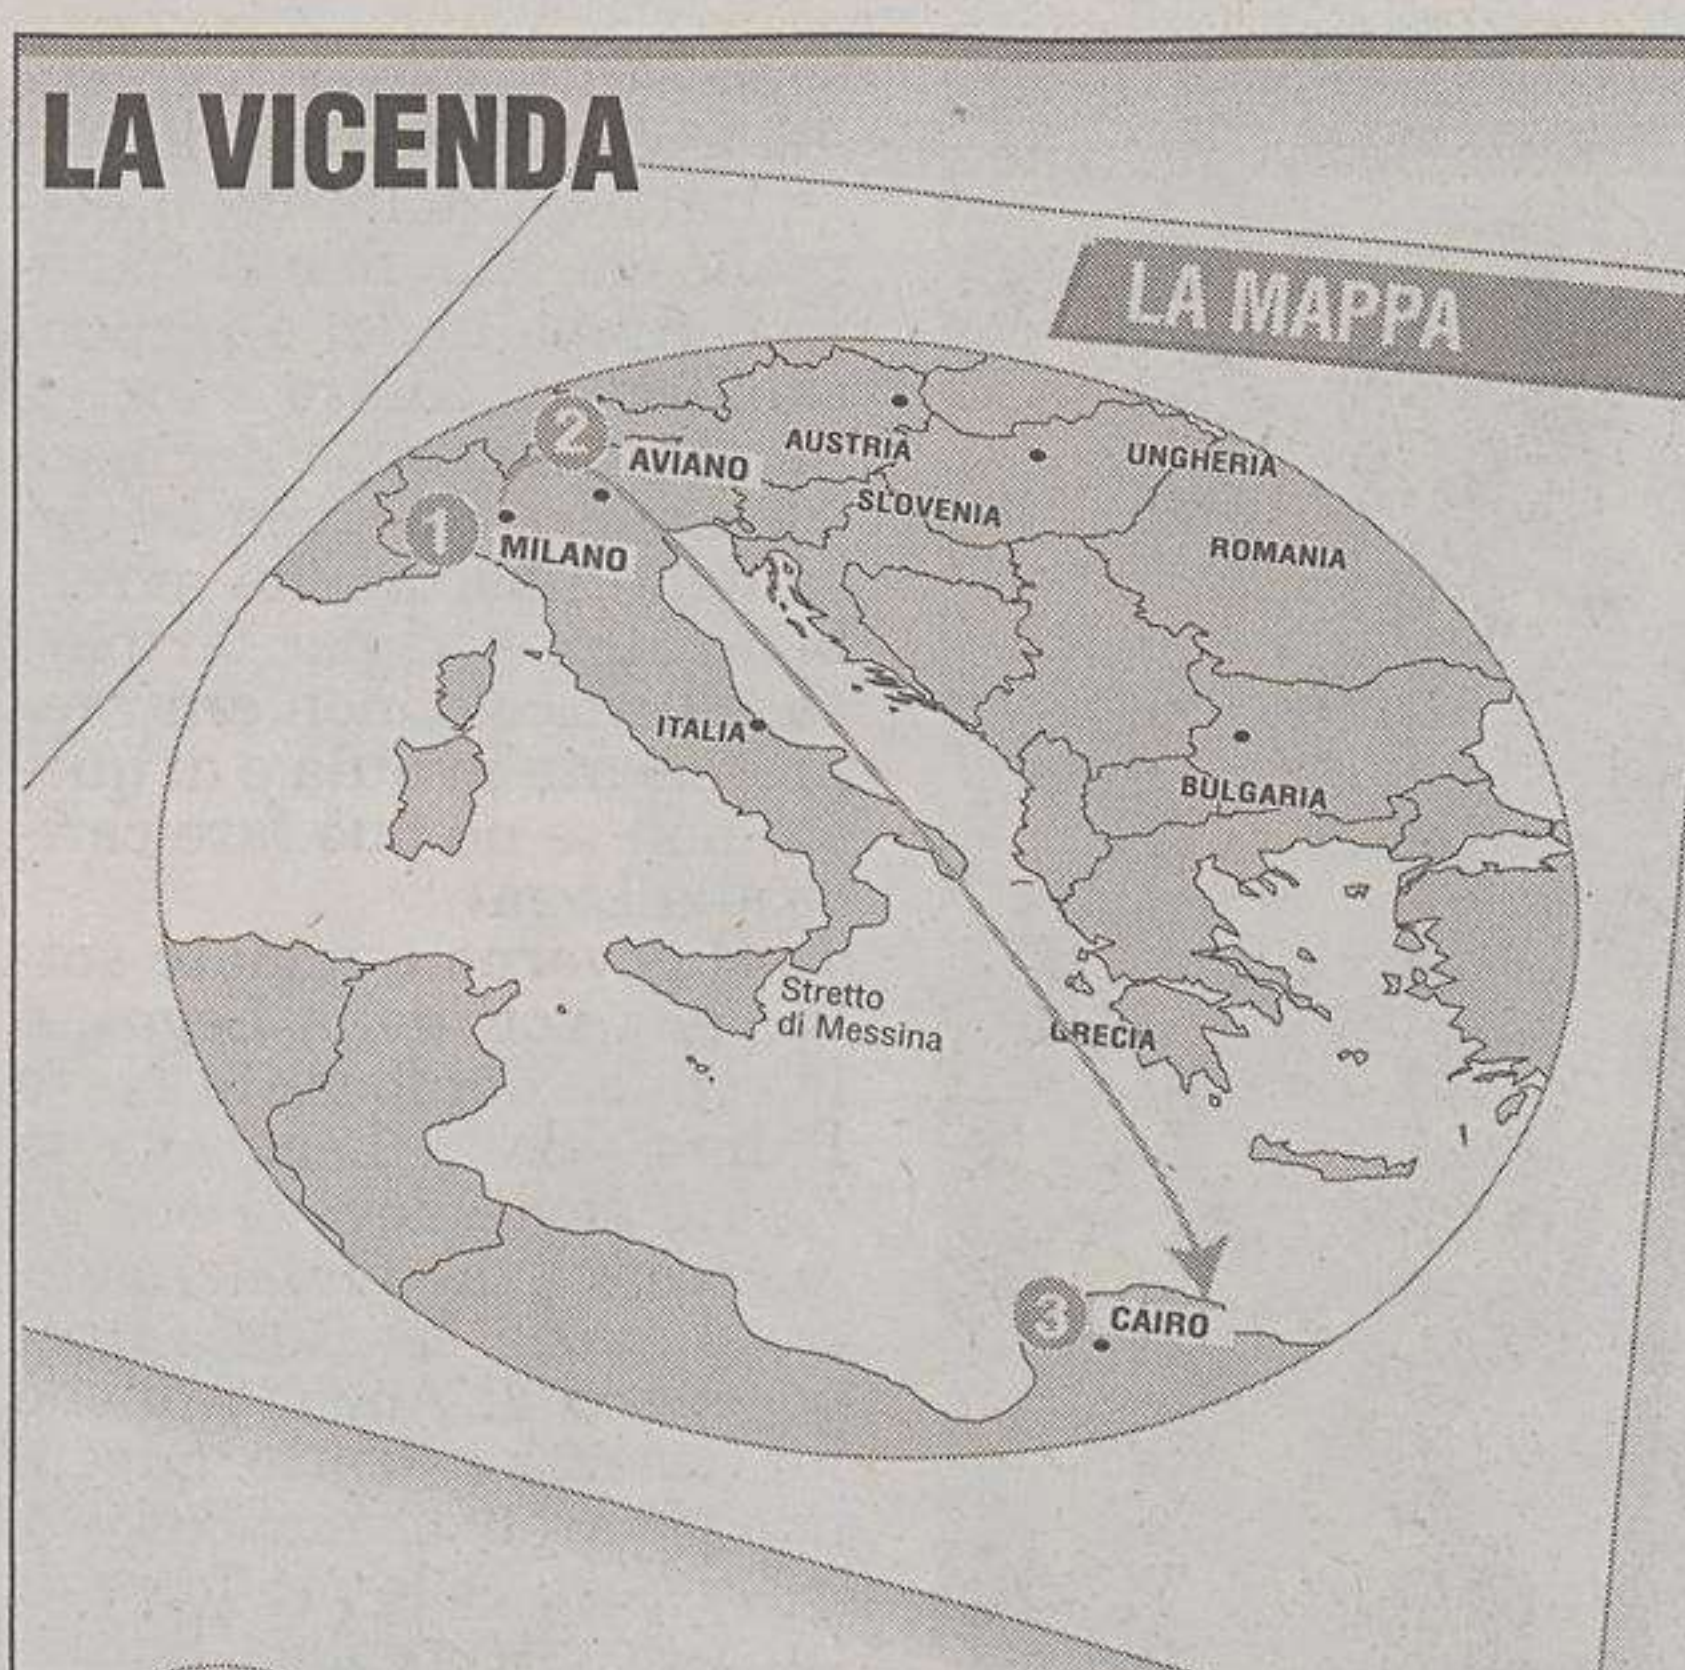 LA VICENDA
LA MAPPA
2
AVIANO
AUSTRIA
UNGHERIA
1
MILANO
SLOVENIA
ROMANIA
ITALIA
BULGARIA
Stretto
di Messina
GRECIA
3
CAIRO